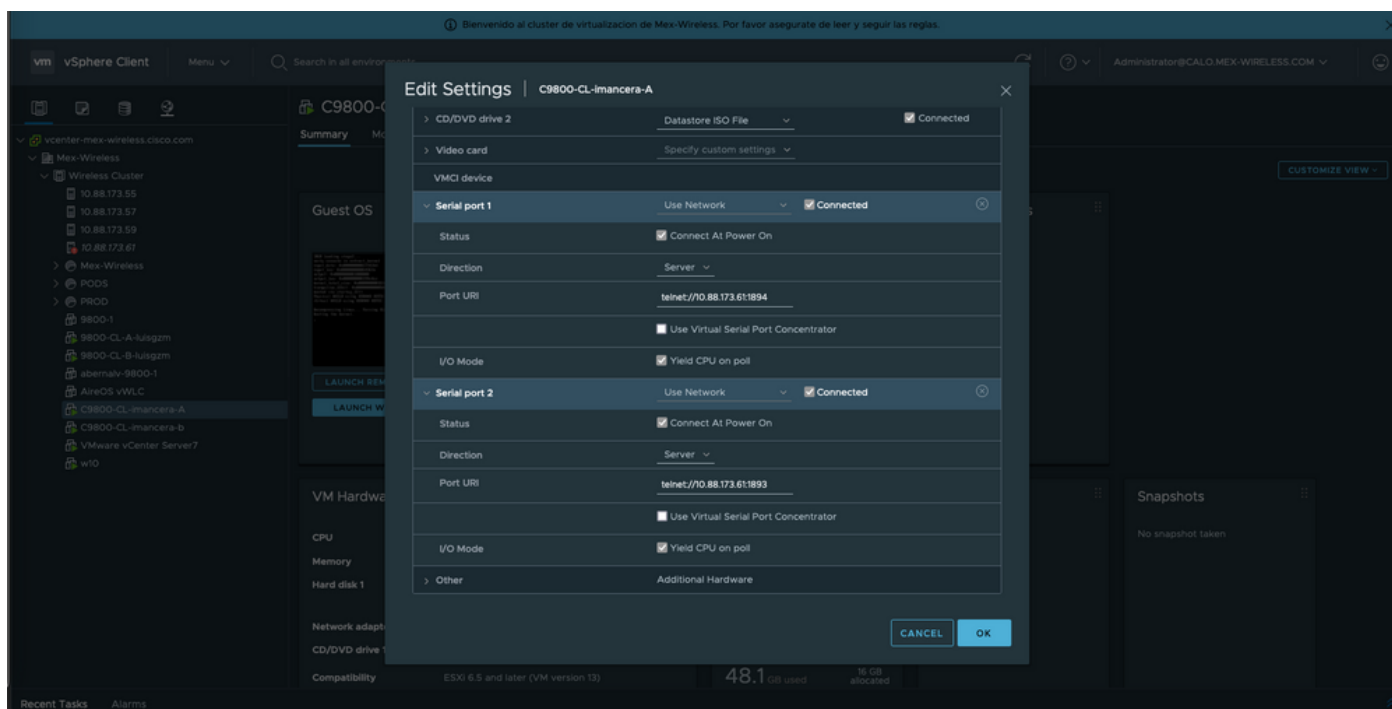 Bienvenido al cluster de virtualizacion de Mex-Wireless. Por favor asegurate de leer y seguir las reglas.
vm vSphere Client Menu Search in all environments Administrator@CALO.MEX-WIRELESS.COM
vcenter-mex-wireless.cisco.com
Mex-Wireless
Wireless Cluster
10.88.173.55
10.88.173.57
10.88.173.59
10.88.173.61
Mex-Wireless
PODS
PROD
9800-1
9800-CL-A-luisgzm
9800-CL-B-luisgzm
abernalv-9800-1
AireOS vWLC
C9800-CL-imancera-A
C9800-CL-imancera-b
VMware vCenter Server7
w10
C9800-C
Summary Mo
CUSTOMIZE VIEW
Guest OS
LAUNCH REM
LAUNCH W
VM Hardwa
CPU
Memory
Hard disk 1
Network adapt
CD/DVD drive 1
Compatibility ESXi 6.5 and later (VM version 13)
48.1 GB used
16 GB
allocated
Snapshots
No snapshot taken
Edit Settings | C9800-CL-imancera-A
CD/DVD drive 2 Datastore ISO File Connected
Video card Specify custom settings
VMCI device
Serial port 1 Use Network Connected
Status Connect At Power On
Direction Server
Port URI telnet://10.88.173.61:1894
Use Virtual Serial Port Concentrator
I/O Mode Yield CPU on poll
Serial port 2 Use Network Connected
Status Connect At Power On
Direction Server
Port URI telnet://10.88.173.61:1893
Use Virtual Serial Port Concentrator
I/O Mode Yield CPU on poll
Other Additional Hardware
CANCEL OK
Recent Tasks Alarms